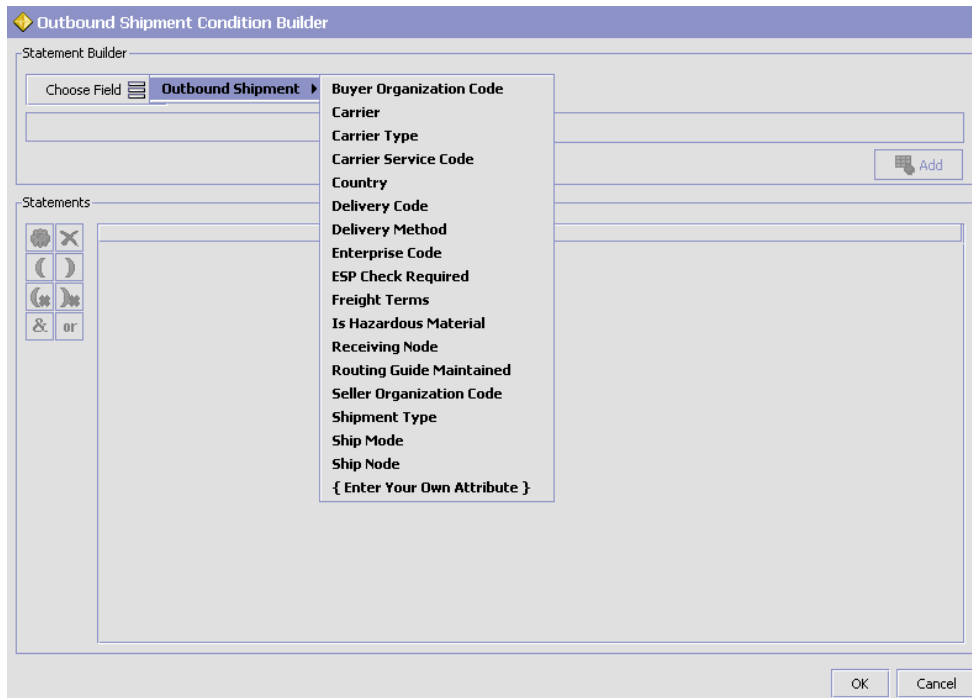 Outbound Shipment Condition Builder
Statement Builder
Choose Field
Outbound Shipment
Buyer Organization Code
Carrier
Carrier Type
Carrier Service Code
Country
Delivery Code
Delivery Method
Enterprise Code
ESP Check Required
Freight Terms
Is Hazardous Material
Receiving Node
Routing Guide Maintained
Seller Organization Code
Shipment Type
Ship Mode
Ship Node
{ Enter Your Own Attribute }
Add
Statements
( )
( )
& or
OK Cancel